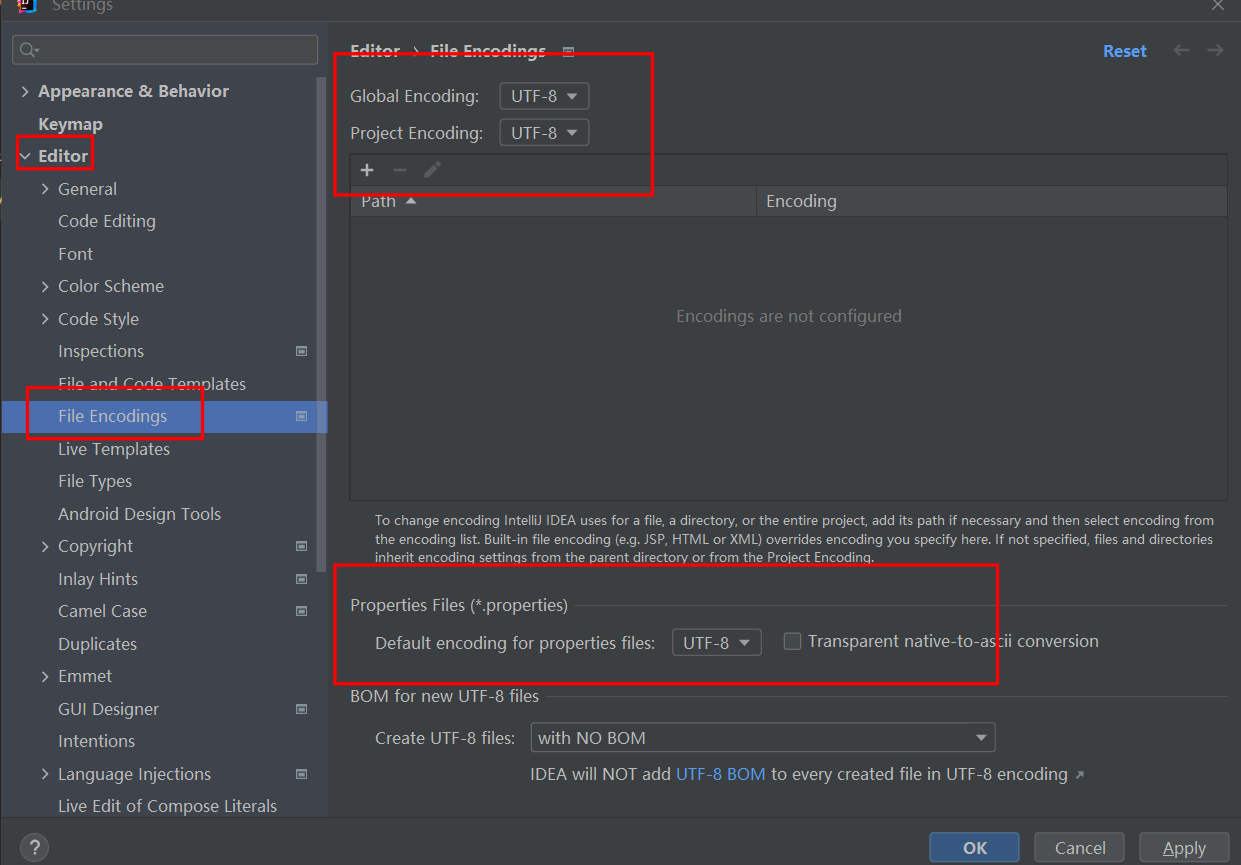 Settings
Appearance & Behavior
Keymap
Editor
General
Code Editing
Font
Color Scheme
Code Style
Inspections
File and Code Templates
File Encodings
Live Templates
File Types
Android Design Tools
Copyright
Inlay Hints
Camel Case
Duplicates
Emmet
GUI Designer
Intentions
Language Injections
Live Edit of Compose Literals
Editor › File Encodings
Reset
Global Encoding: UTF-8
Project Encoding: UTF-8
Path Encoding
Encodings are not configured
To change encoding IntelliJ IDEA uses for a file, a directory, or the entire project, add its path if necessary and then select encoding from
the encoding list. Built-in file encoding (e.g. JSP, HTML or XML) overrides encoding you specify here. If not specified, files and directories
inherit encoding settings from the parent directory or from the Project Encoding.
Properties Files (*.properties)
Default encoding for properties files: UTF-8 Transparent native-to-ascii conversion
BOM for new UTF-8 files
Create UTF-8 files: with NO BOM
IDEA will NOT add UTF-8 BOM to every created file in UTF-8 encoding ↗
? OK Cancel Apply